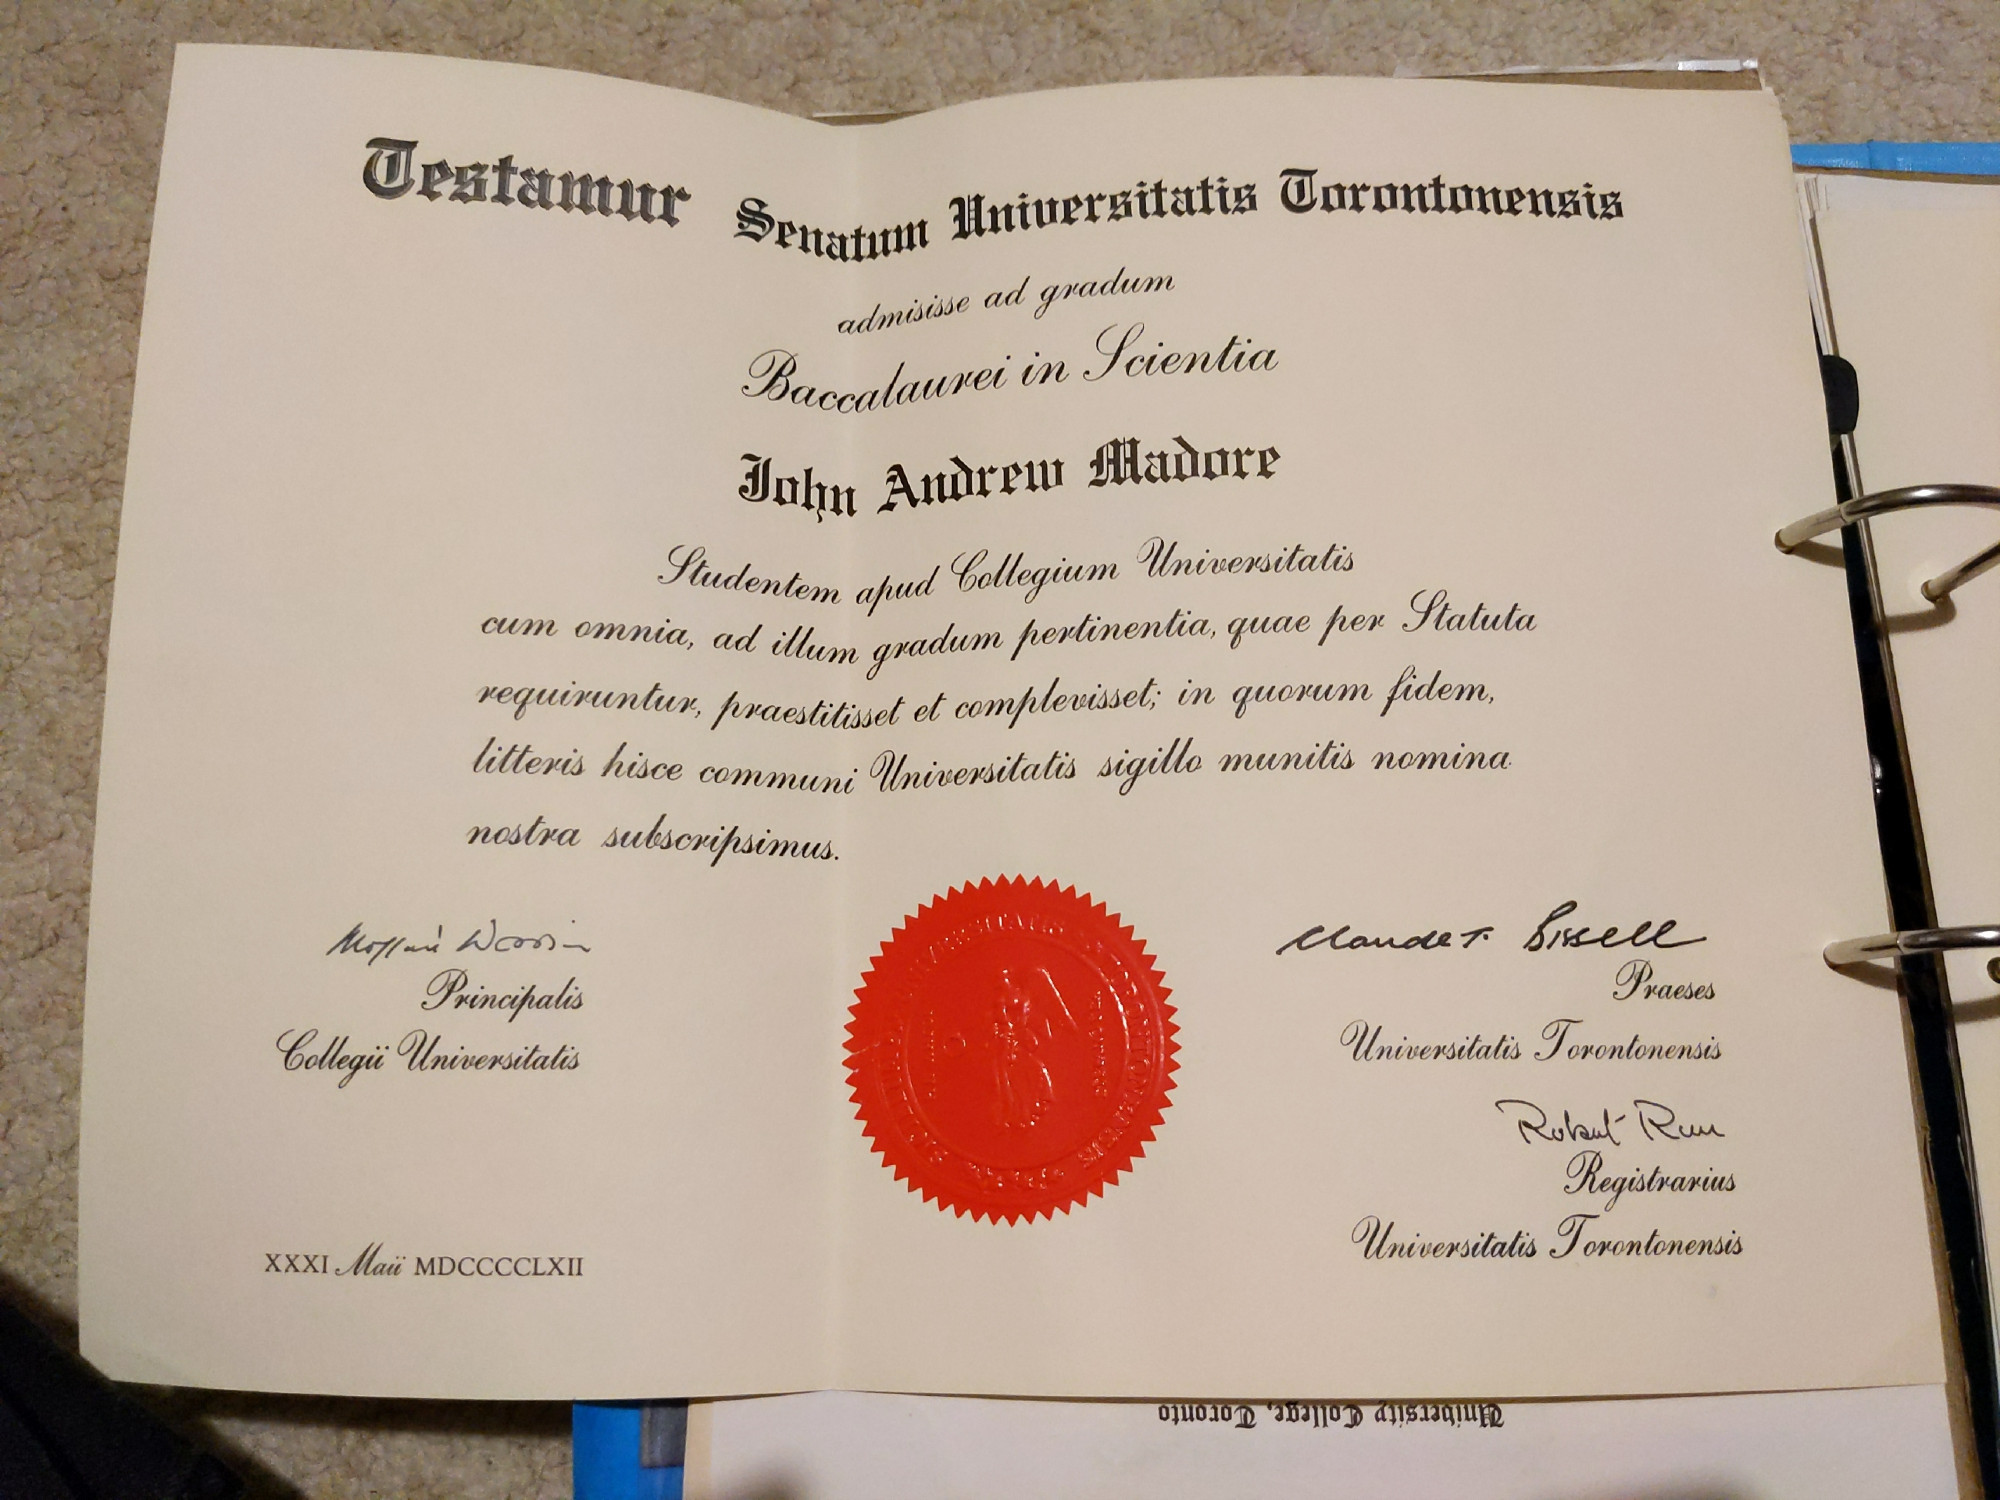 Testamur Senatum Universitatis Torontonensis
admisisse ad gradum
Baccalaurei in Scientia
John Andrew Madore
Studentem apud Collegium Universitatis
cum omnia, ad illum gradum pertinentia, quae per Statuta
requiruntur, praestitisset et complevisset; in quorum fidem,
litteris hisce communi Universitatis sigillo munitis nomina
nostra subscripsimus.
Claude T. Bissell
Principalis
Collegii Universitatis
Praeses
Universitatis Torontonensis
Robert
Registrarius
Universitatis Torontonensis
XXXI Maii MDCCCCLXII
University College, Toronto